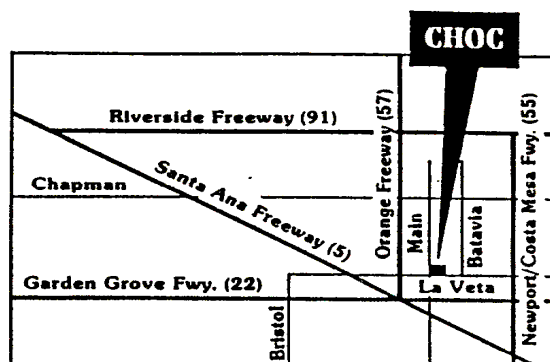 CHOC
Riverside Freeway (91)
Orange Freeway (57)
Newport/Costa Mesa Fwy. (55)
Santa Ana Freeway (5)
Chapman
Main
Batavia
Garden Grove Fwy. (22)
La Veta
Bristol